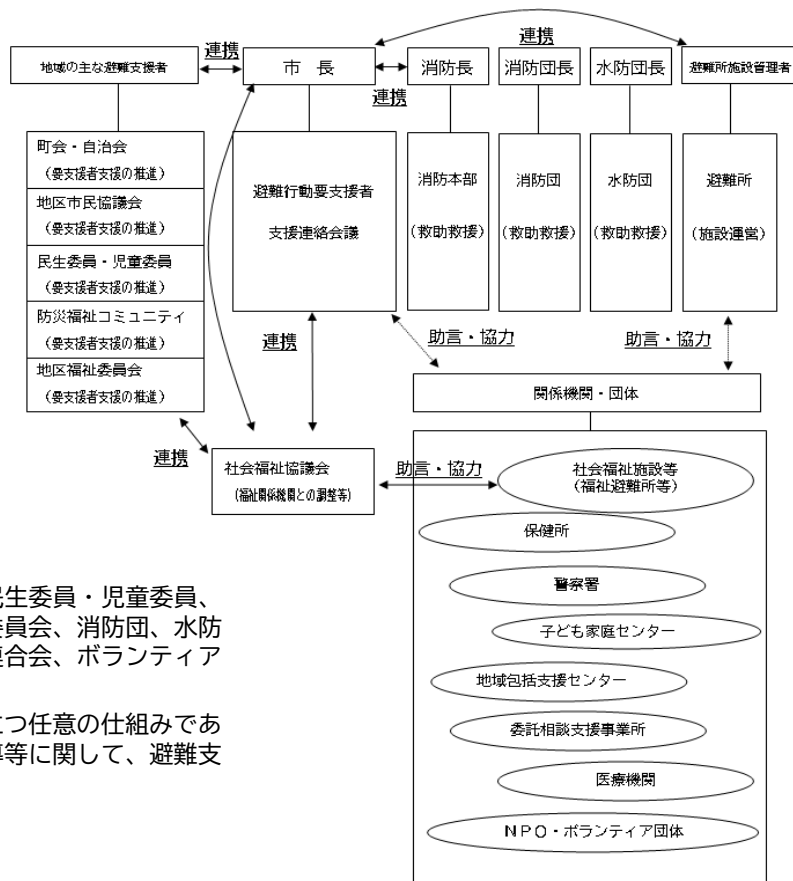 連携
連携
地域の主な避難支援者
市 長
消防長
消防団長
水防団長
避難所施設管理者
連携
町会・自治会
（要支援者支援の推進）
地区市民協議会
（要支援者支援の推進）
民生委員・児童委員
（要支援者支援の推進）
防災福祉コミュニティ
（要支援者支援の推進）
地区福祉委員会
（要支援者支援の推進）
避難行動要支援者
支援連絡会議
消防本部
（救助救援）
消防団
（救助救援）
水防団
（救助救援）
避難所
（施設運営）
連携
助言・協力
助言・協力
関係機関・団体
連携
社会福祉協議会
（福祉関係機関との調整等）
助言・協力
社会福祉施設等
（福祉避難所等）
保健所
警察署
子ども家庭センター
地域包括支援センター
委託相談支援事業所
医療機関
ＮＰＯ・ボランティア団体
民生委員・児童委員、
委員会、消防団、水防
連合会、ボランティア
立つ任意の仕組みであ
導等に関して、避難支